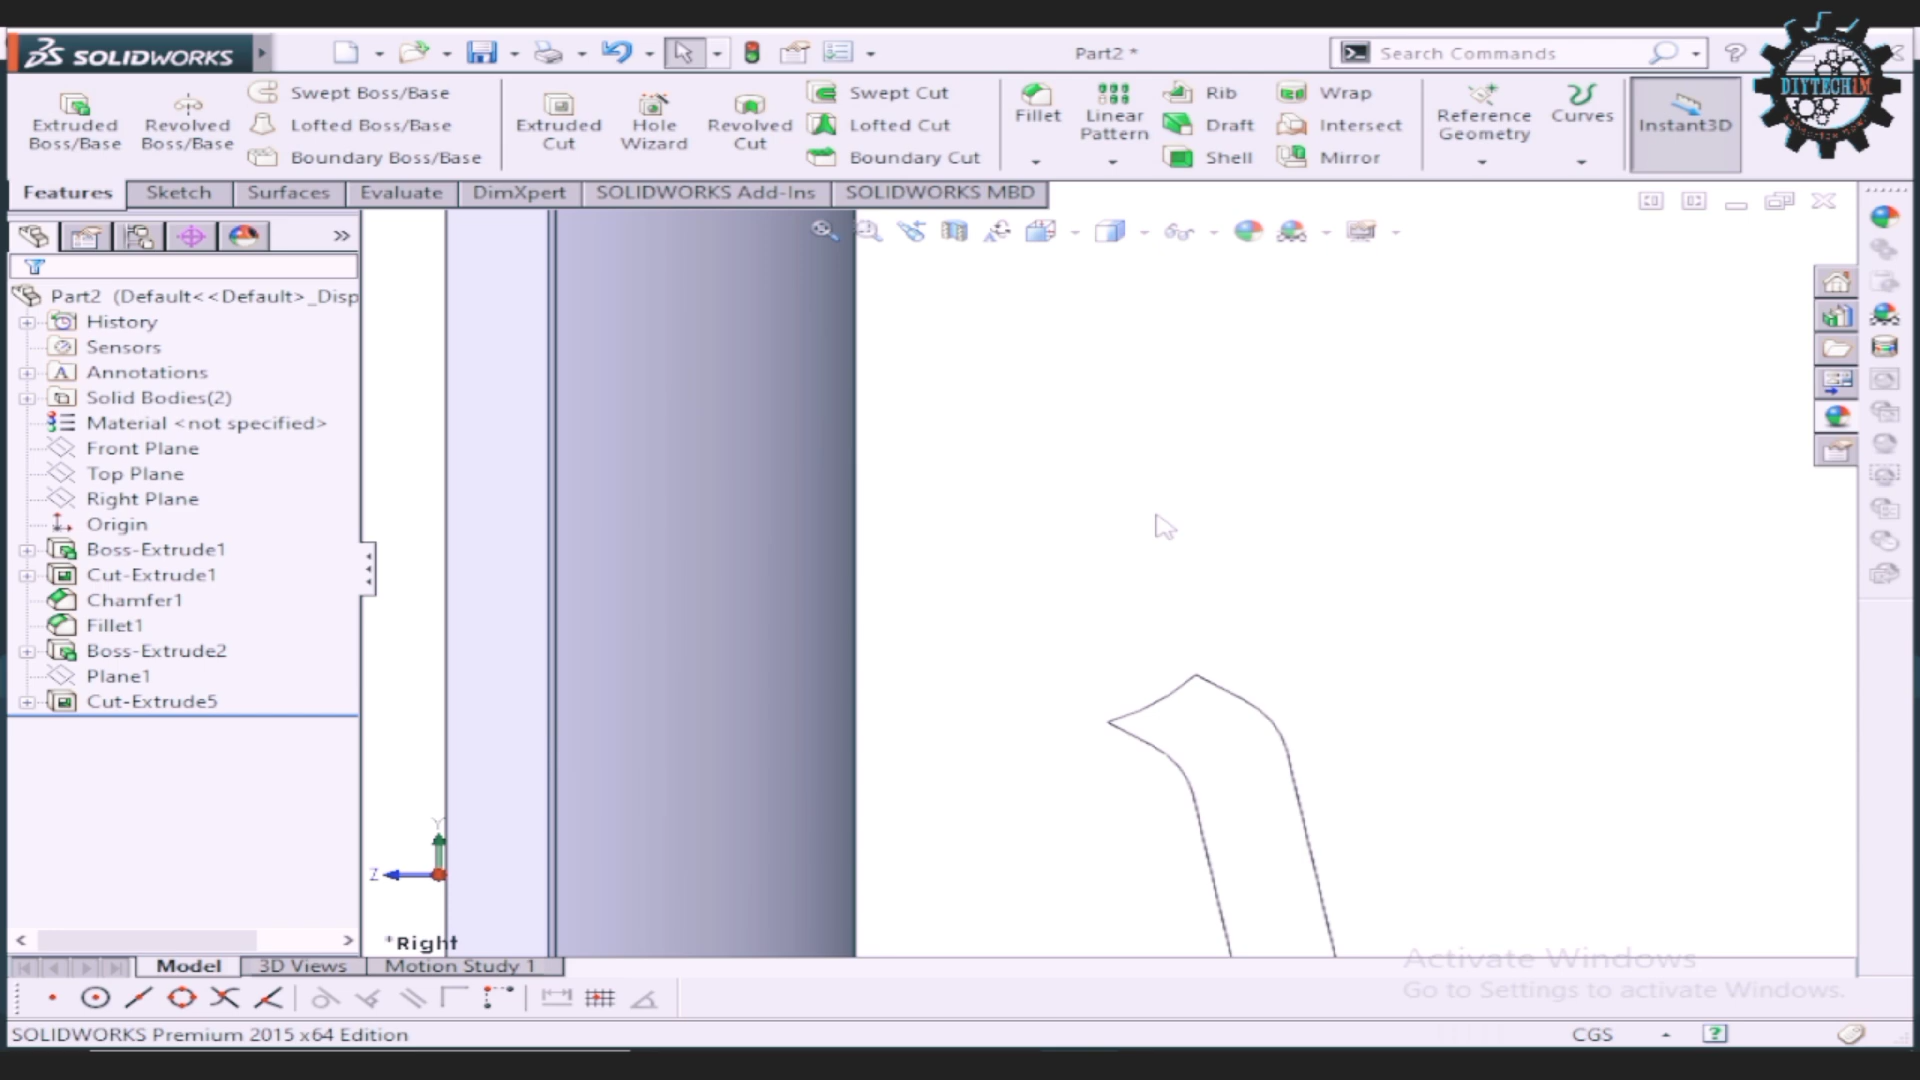 SOLIDWORKS
Part2 *
Search Commands
DIYTECH1M
Extruded Boss/Base
Revolved Boss/Base
Swept Boss/Base
Lofted Boss/Base
Boundary Boss/Base
Extruded Cut
Hole Wizard
Revolved Cut
Swept Cut
Lofted Cut
Boundary Cut
Fillet
Linear Pattern
Rib
Draft
Shell
Wrap
Intersect
Mirror
Reference Geometry
Curves
Instant3D
Features
Sketch
Surfaces
Evaluate
DimXpert
SOLIDWORKS Add-Ins
SOLIDWORKS MBD
Part2 (Default<<Default>_Disp
History
Sensors
Annotations
Solid Bodies(2)
Material <not specified>
Front Plane
Top Plane
Right Plane
Origin
Boss-Extrude1
Cut-Extrude1
Chamfer1
Fillet1
Boss-Extrude2
Plane1
Cut-Extrude5
Y
Z
*Right
Activate Windows
Go to Settings to activate Windows.
Model
3D Views
Motion Study 1
SOLIDWORKS Premium 2015 x64 Edition
CGS